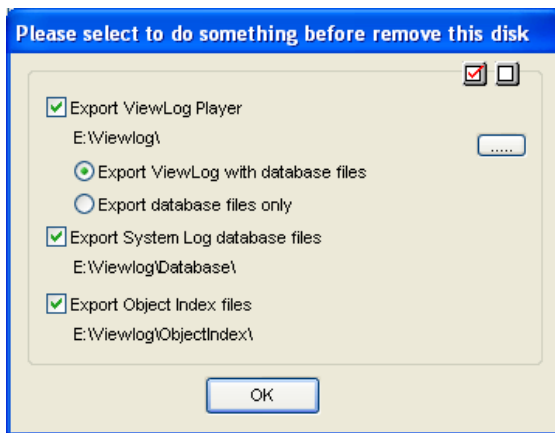 Please select to do something before remove this disk
Export ViewLog Player
E:\Viewlog\
.....
Export ViewLog with database files
Export database files only
Export System Log database files
E:\Viewlog\Database\
Export Object Index files
E:\Viewlog\ObjectIndex\
OK